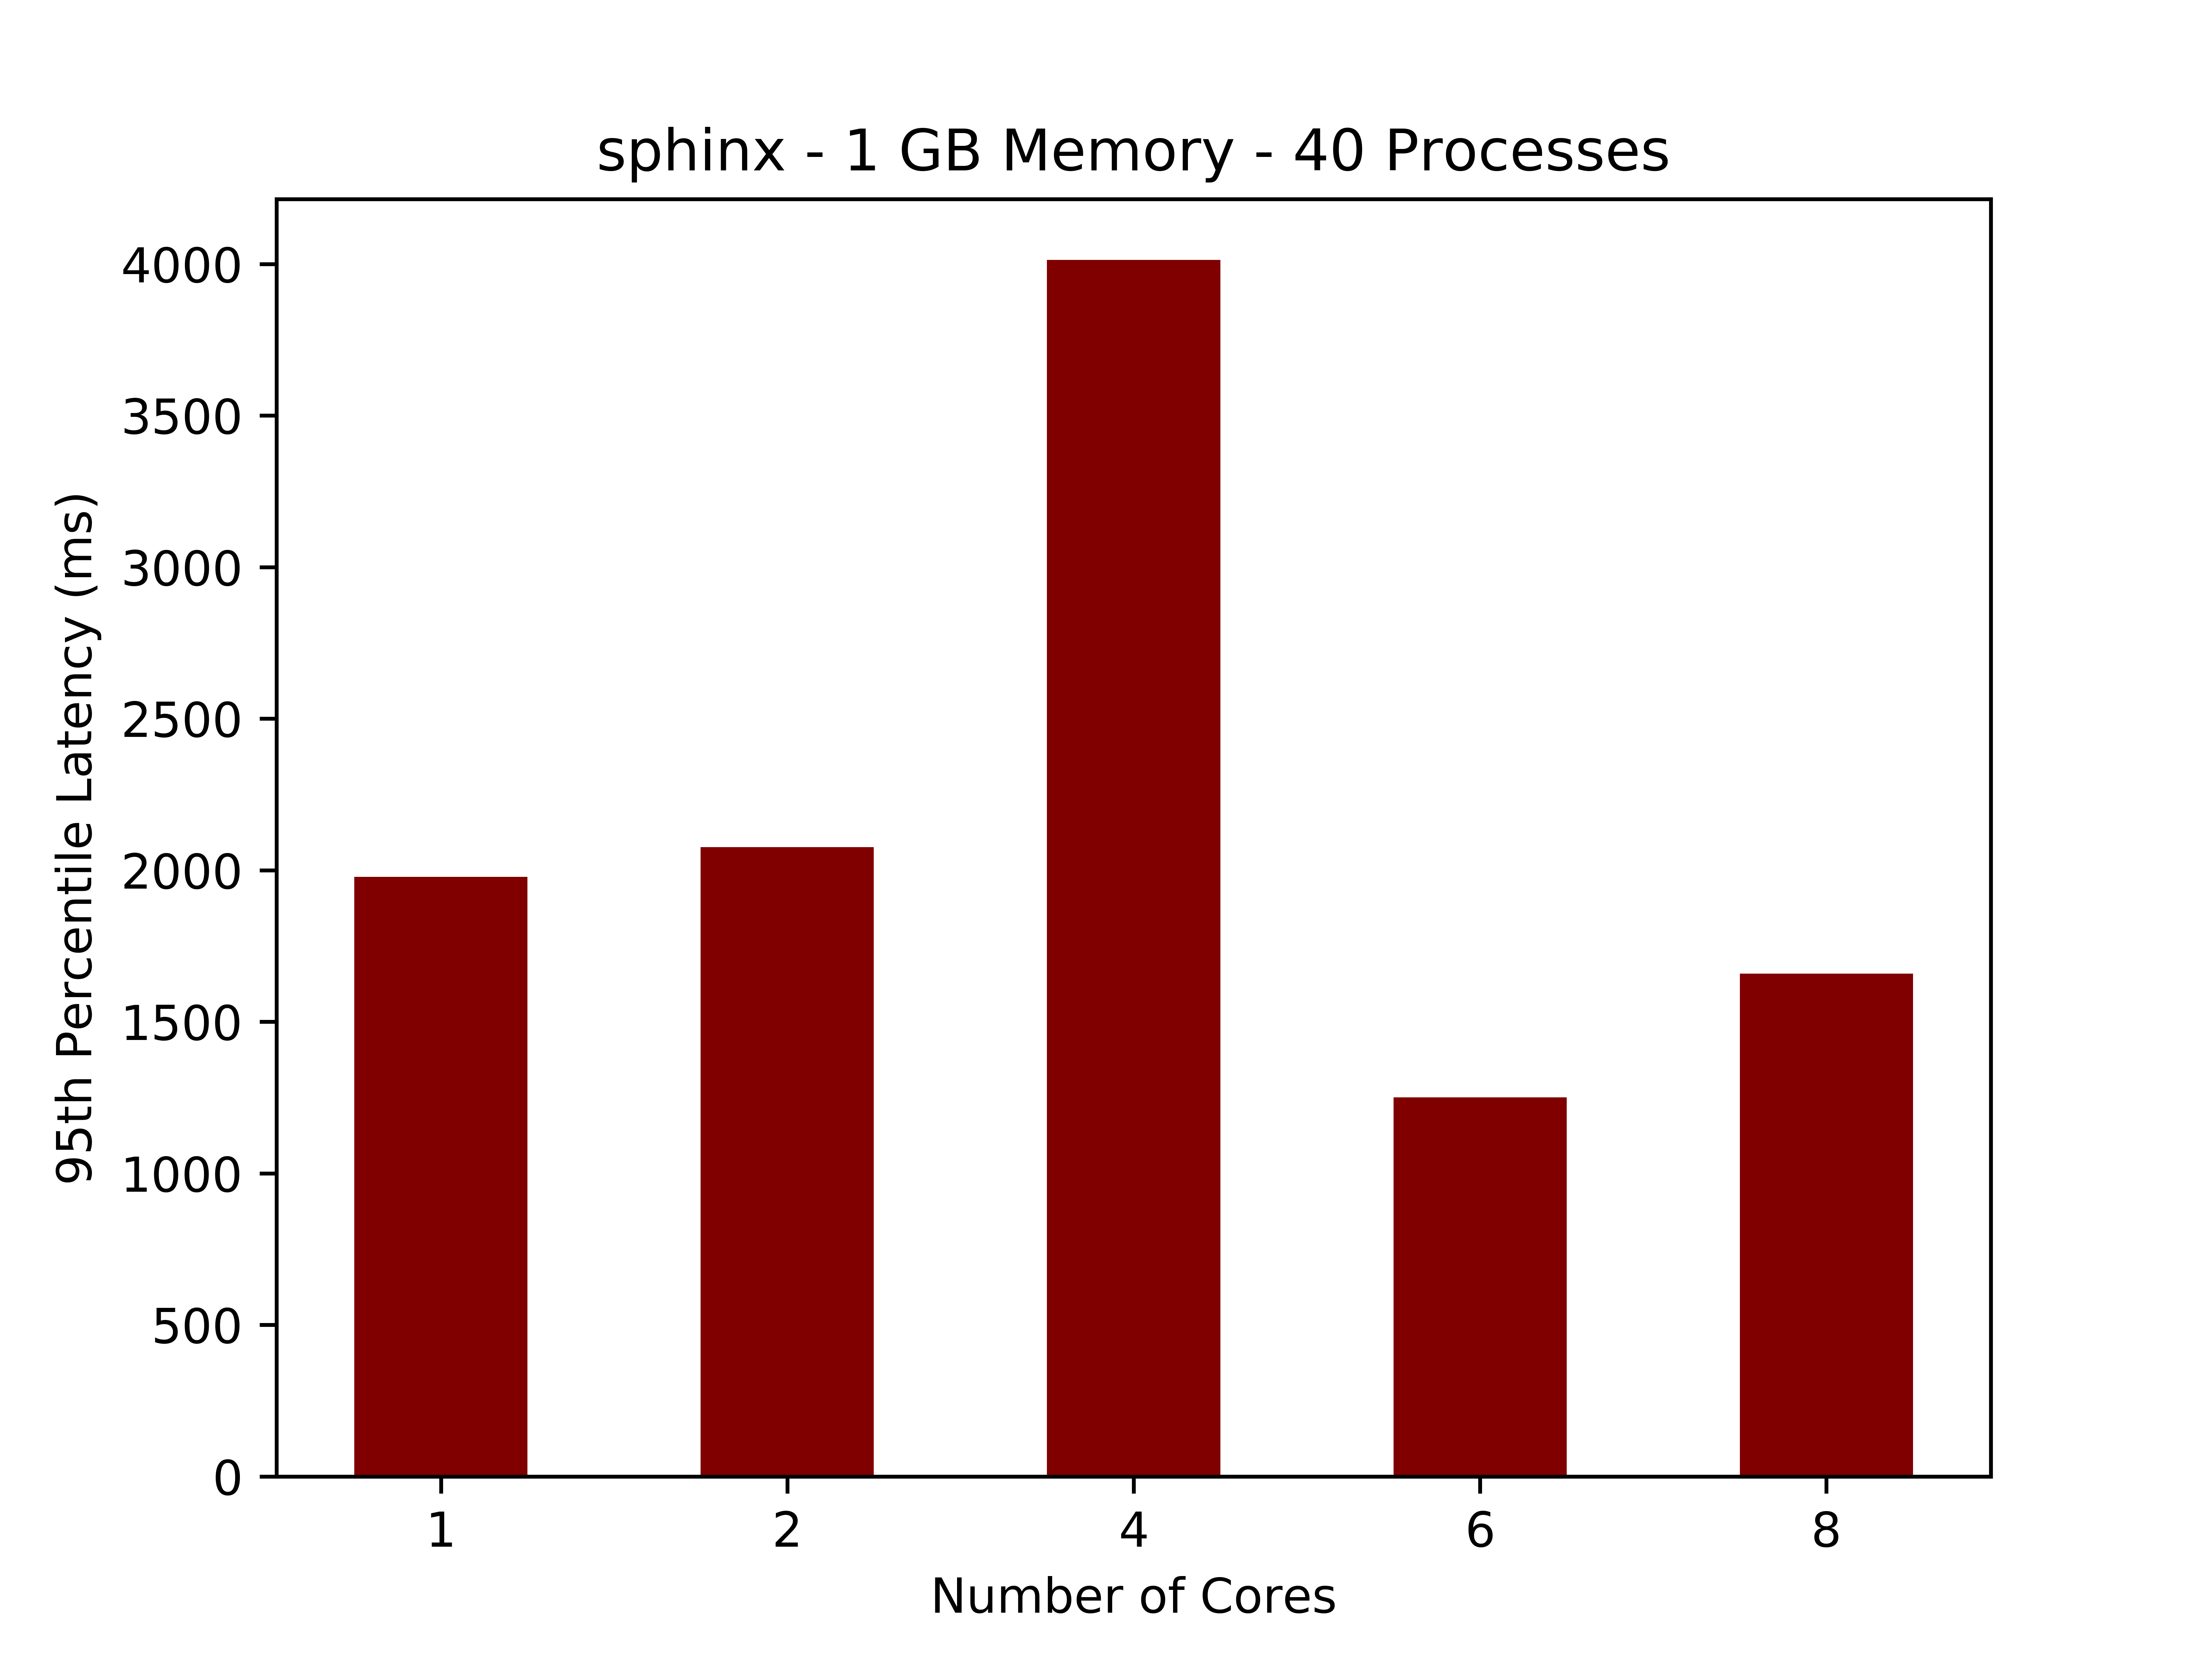 sphinx - 1 GB Memory - 40 Processes
95th Percentile Latency (ms)
4000
3500
3000
2500
2000
1500
1000
500
0
1 2 4 6 8
Number of Cores